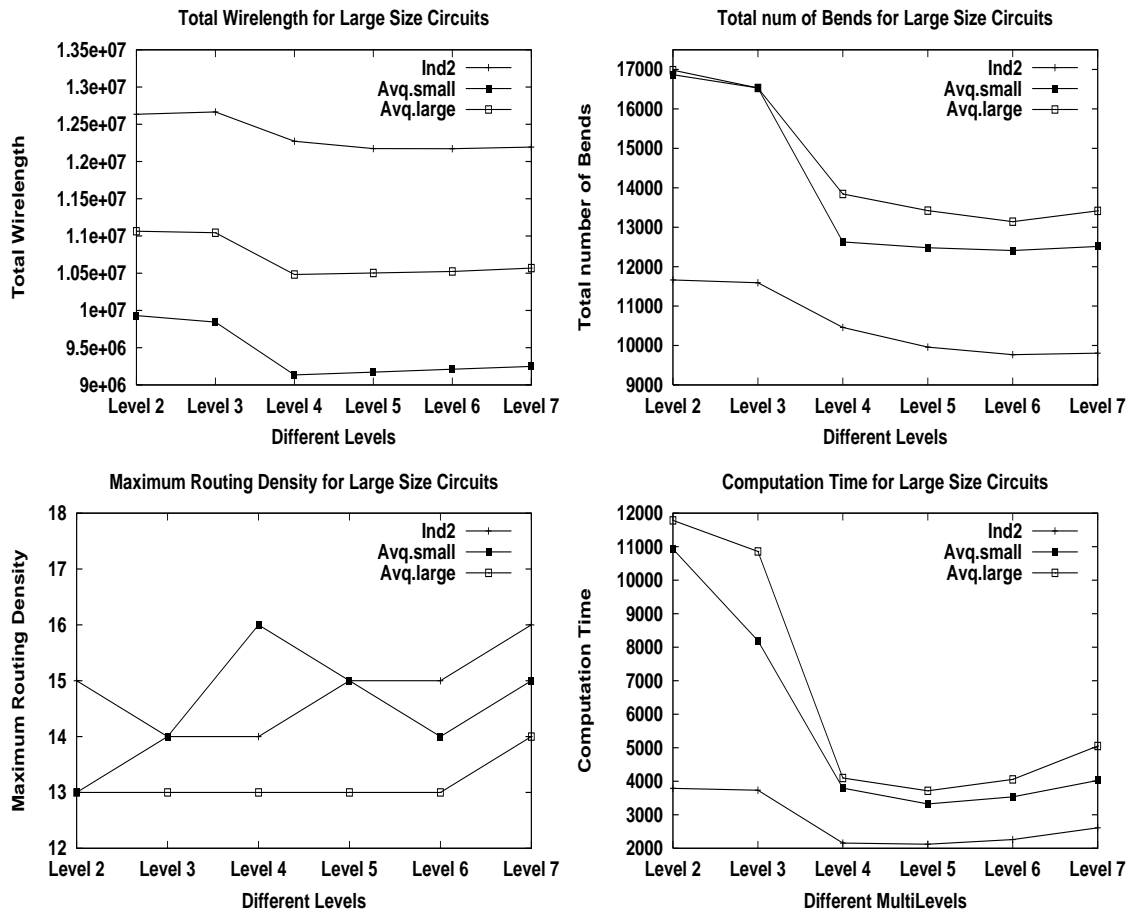 Total Wirelength for Large Size Circuits
1.35e+07
1.3e+07
1.25e+07
1.2e+07
1.15e+07
1.1e+07
1.05e+07
1e+07
9.5e+06
9e+06
Total Wirelength
Ind2
Avq.small
Avq.large
Level 2 Level 3 Level 4 Level 5 Level 6 Level 7
Different Levels
Total num of Bends for Large Size Circuits
17000
16000
15000
14000
13000
12000
11000
10000
9000
Total number of Bends
Ind2
Avq.small
Avq.large
Level 2 Level 3 Level 4 Level 5 Level 6 Level 7
Different Levels
Maximum Routing Density for Large Size Circuits
18
17
16
15
14
13
12
Maximum Routing Density
Ind2
Avq.small
Avq.large
Level 2 Level 3 Level 4 Level 5 Level 6 Level 7
Different Levels
Computation Time for Large Size Circuits
12000
11000
10000
9000
8000
7000
6000
5000
4000
3000
2000
Computation Time
Ind2
Avq.small
Avq.large
Level 2 Level 3 Level 4 Level 5 Level 6 Level 7
Different MultiLevels